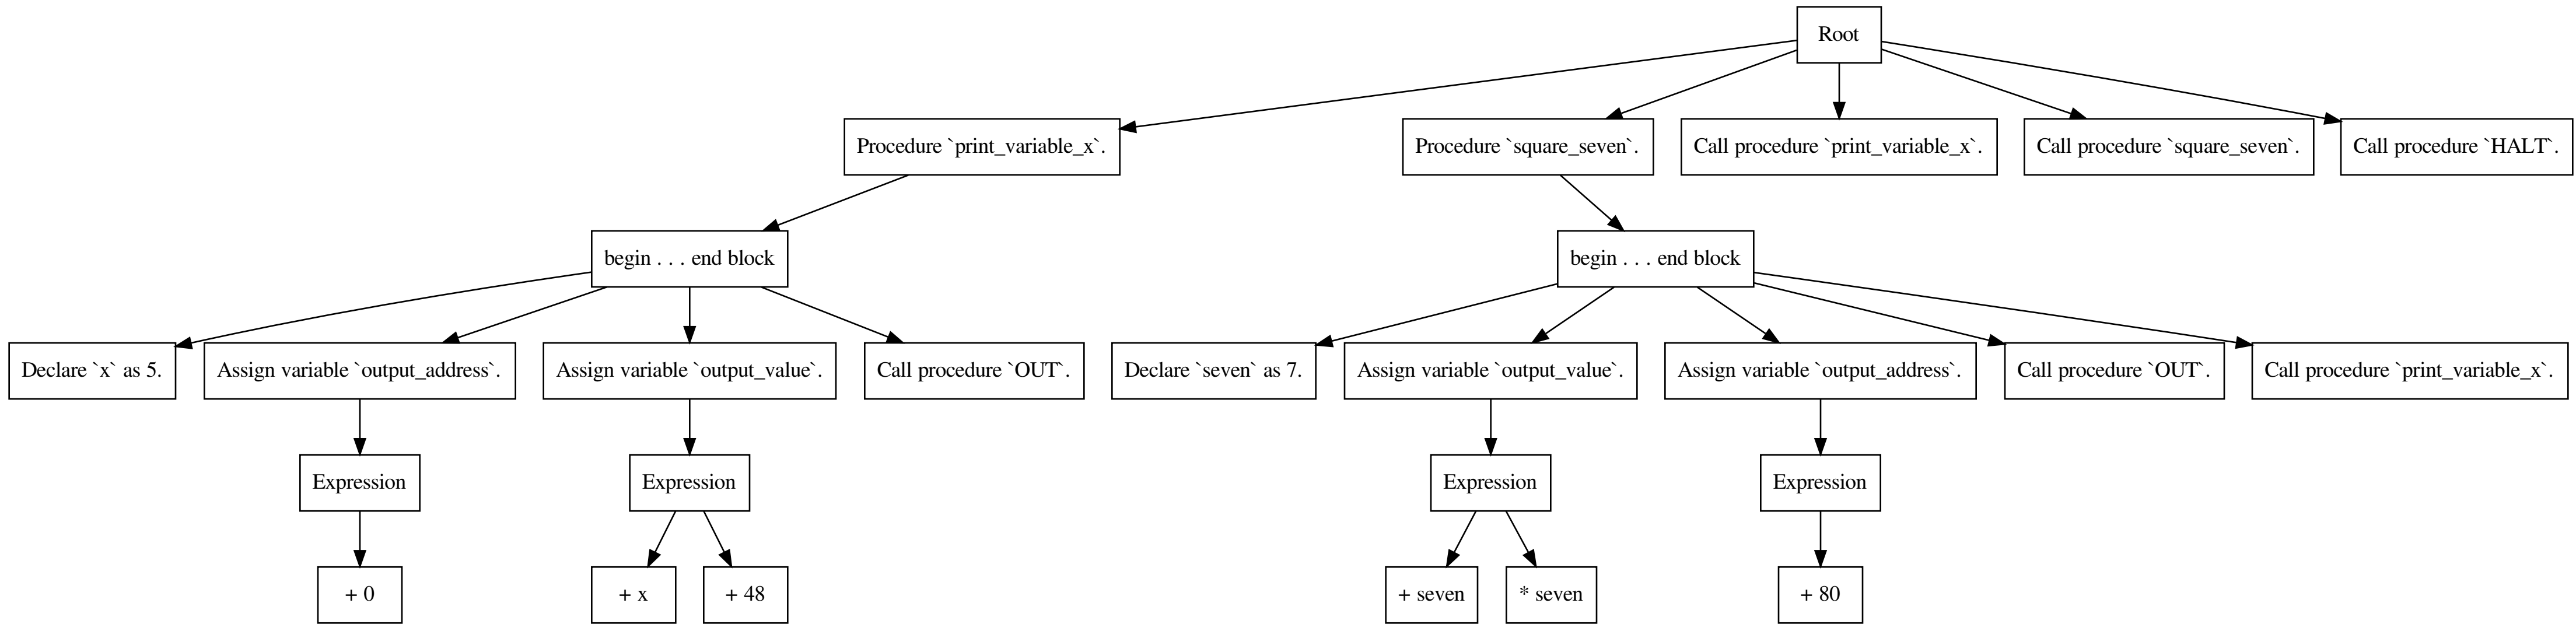 Root
Procedure `print_variable_x`.
Procedure `square_seven`.
Call procedure `print_variable_x`.
Call procedure `square_seven`.
Call procedure `HALT`.
begin . . . end block
begin . . . end block
Declare `x` as 5.
Assign variable `output_address`.
Assign variable `output_value`.
Call procedure `OUT`.
Declare `seven` as 7.
Assign variable `output_value`.
Assign variable `output_address`.
Call procedure `OUT`.
Call procedure `print_variable_x`.
Expression
Expression
Expression
Expression
+ 0
+ x
+ 48
+ seven
* seven
+ 80